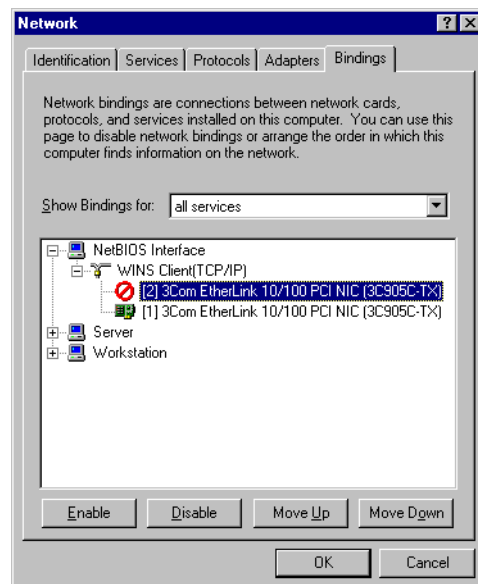 Network
Identification Services Protocols Adapters Bindings
Network bindings are connections between network cards,
protocols, and services installed on this computer. You can use this
page to disable network bindings or arrange the order in which this
computer finds information on the network.
Show Bindings for: all services
NetBIOS Interface
WINS Client(TCP/IP)
[2] 3Com EtherLink 10/100 PCI NIC (3C905C-TX)
[1] 3Com EtherLink 10/100 PCI NIC (3C905C-TX)
Server
Workstation
Enable Disable Move Up Move Down
OK Cancel